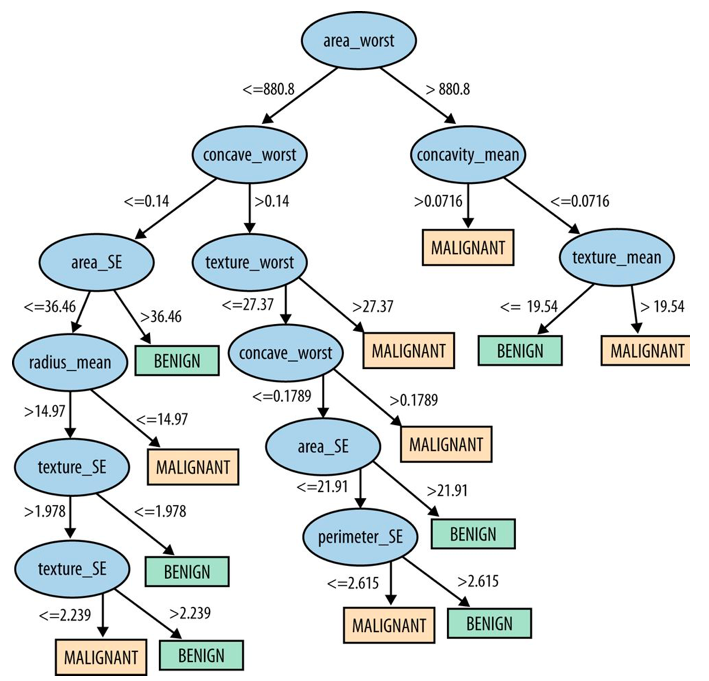 area_worst
<=880.8
> 880.8
concave_worst
concavity_mean
<=0.14
>0.14
>0.0716
<=0.0716
area_SE
texture_worst
MALIGNANT
texture_mean
<=36.46
>36.46
<=27.37
>27.37
<= 19.54
> 19.54
radius_mean
BENIGN
concave_worst
MALIGNANT
BENIGN
MALIGNANT
>14.97
<=14.97
<=0.1789
>0.1789
texture_SE
MALIGNANT
area_SE
MALIGNANT
>1.978
<=1.978
<=21.91
>21.91
texture_SE
BENIGN
perimeter_SE
BENIGN
<=2.239
>2.239
<=2.615
>2.615
MALIGNANT
BENIGN
MALIGNANT
BENIGN